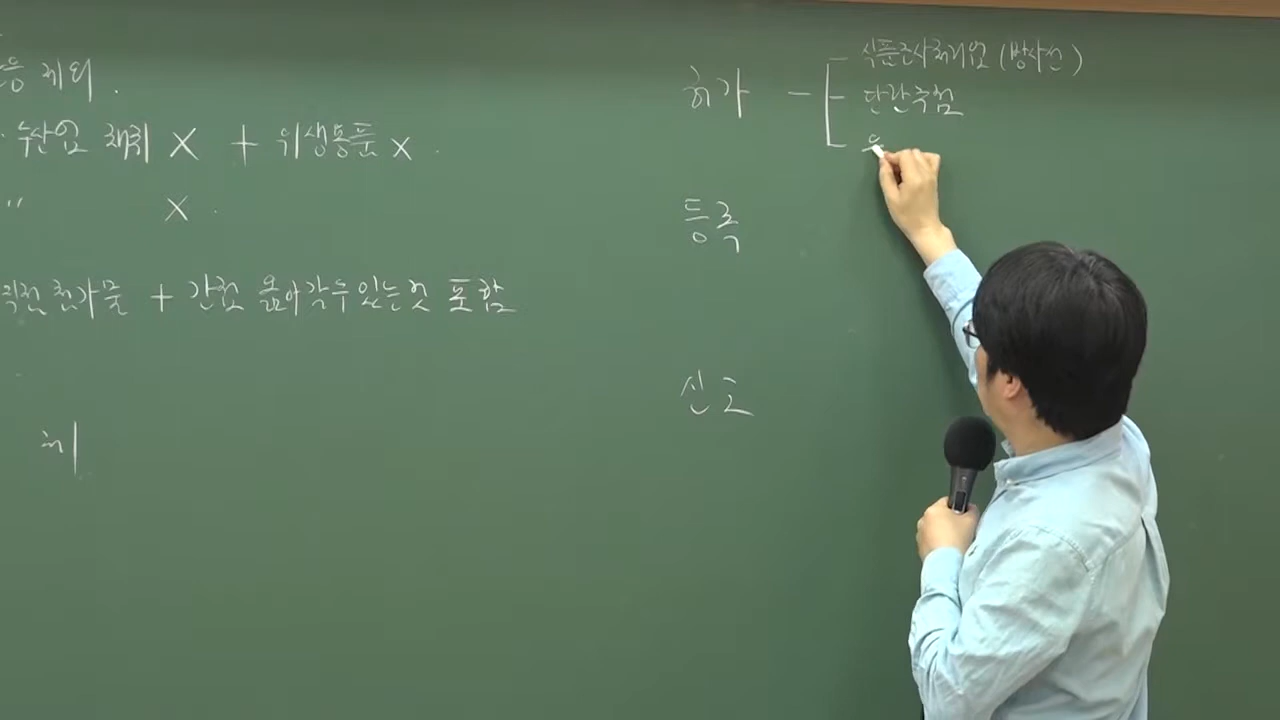 등 제외.
수산업 채취 X + 위생용품 X.
" X.
직접 첨가물 + 간접 옮아갈수 있는것 포함
허가 - 식품조사처리업 (방사선)
단란주점
등록
신고